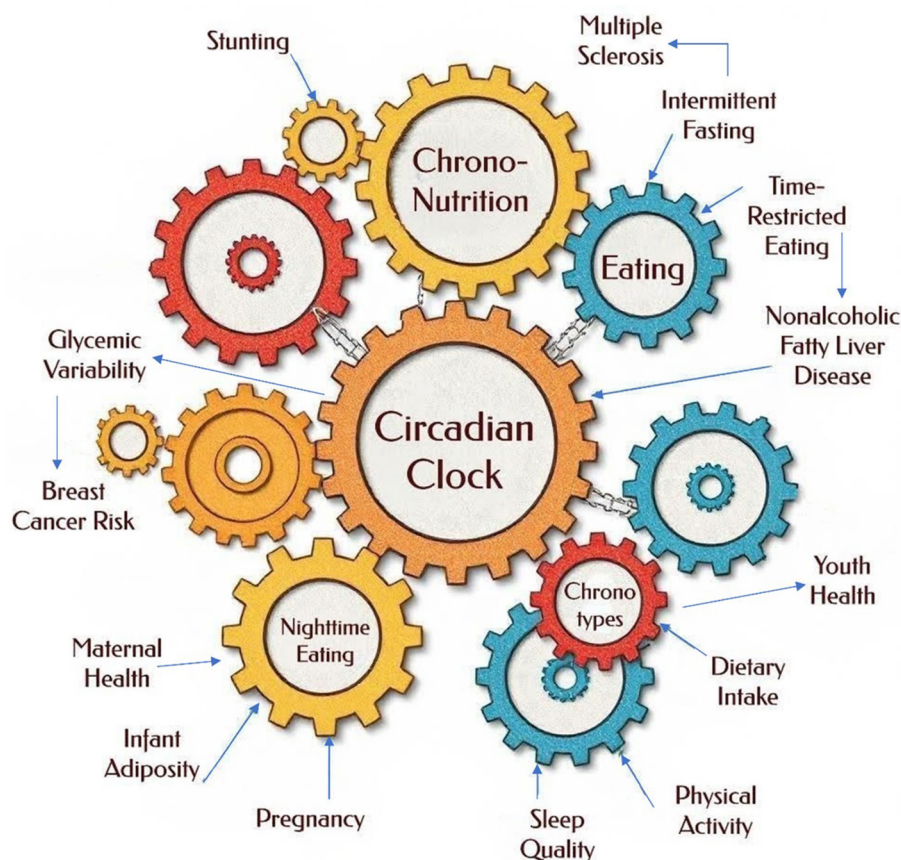 Stunting
Multiple
Sclerosis
Intermittent
Fasting
Chrono-
Nutrition
Time-
Restricted
Eating
Eating
Nonalcoholic
Fatty Liver
Disease
Glycemic
Variability
Circadian
Clock
Breast
Cancer Risk
Youth
Health
Chrono
types
Nighttime
Eating
Maternal
Health
Dietary
Intake
Infant
Adiposity
Pregnancy
Sleep
Quality
Physical
Activity